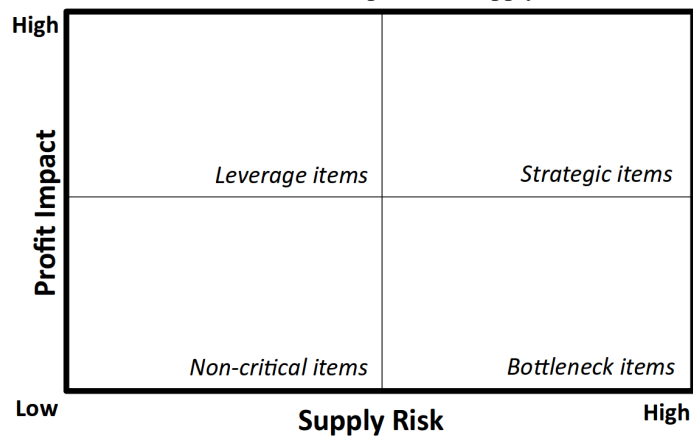 High
Leverage items
Strategic items
Profit Impact
Non-critical items
Bottleneck items
Low
Supply Risk
High